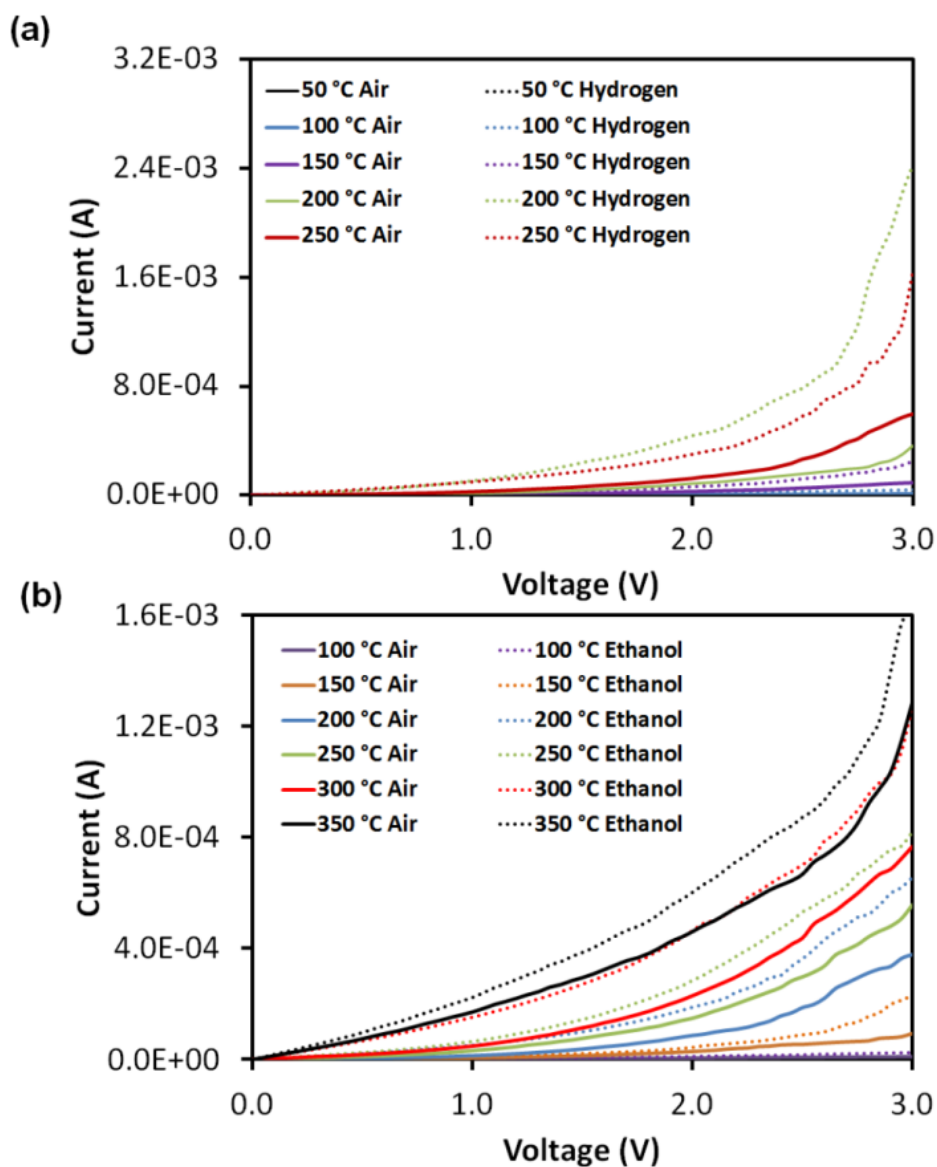 (a)
3.2E-03
50 °C Air 50 °C Hydrogen
100 °C Air 100 °C Hydrogen
2.4E-03
150 °C Air 150 °C Hydrogen
200 °C Air 200 °C Hydrogen
250 °C Air 250 °C Hydrogen
1.6E-03
8.0E-04
0.0E+00
Current (A)
0.0 1.0 2.0 3.0
Voltage (V)
(b)
1.6E-03
100 °C Air 100 °C Ethanol
150 °C Air 150 °C Ethanol
1.2E-03
200 °C Air 200 °C Ethanol
250 °C Air 250 °C Ethanol
300 °C Air 300 °C Ethanol
8.0E-04
350 °C Air 350 °C Ethanol
4.0E-04
0.0E+00
Current (A)
0.0 1.0 2.0 3.0
Voltage (V)